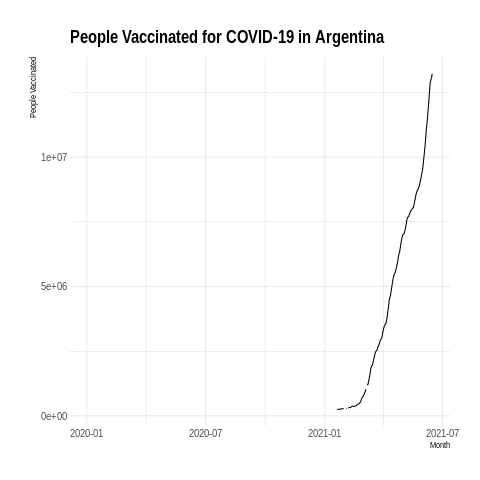 People Vaccinated for COVID-19 in Argentina
People Vaccinated
1e+07
5e+06
0e+00
2020-01 2020-07 2021-01 2021-07
Month